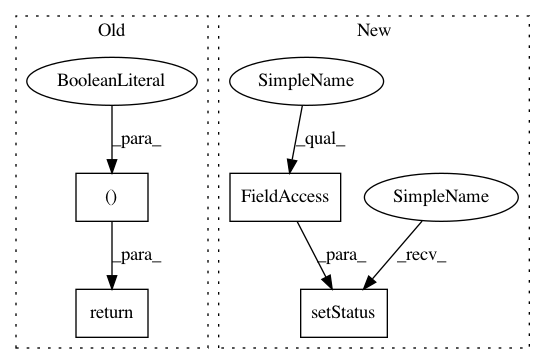 Old
New
BooleanLiteral
SimpleName
_para_
_qual_
()
FieldAccess
SimpleName
_para_
_para_
_recv_
return
setStatus